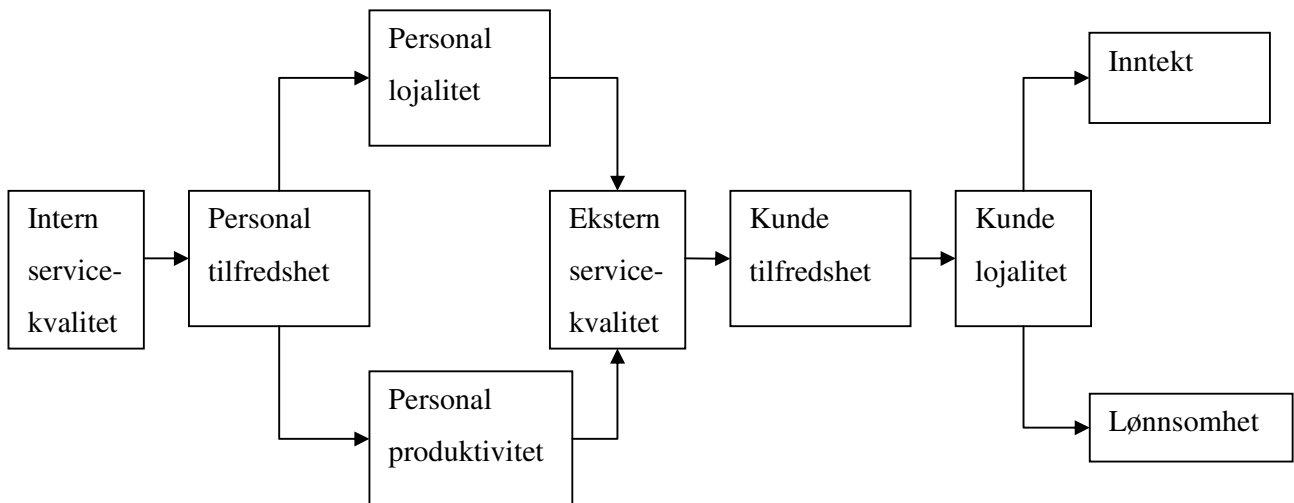 Intern
service-
kvalitet
Personal
tilfredshet
Personal
lojalitet
Personal
produktivitet
Ekstern
service-
kvalitet
Kunde
tilfredshet
Kunde
lojalitet
Inntekt
Lønnsomhet